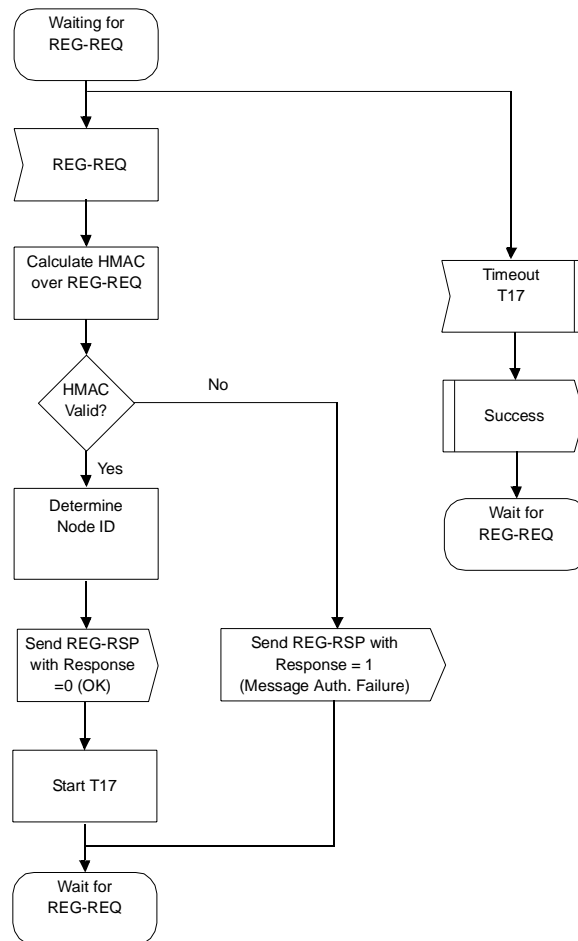 Waiting for
REG-REQ
REG-REQ
Calculate HMAC
over REG-REQ
Timeout
T17
HMAC
Valid?
No
Success
Yes
Determine
Node ID
Wait for
REG-REQ
Send REG-RSP
with Response
=0 (OK)
Send REG-RSP with
Response = 1
(Message Auth. Failure)
Start T17
Wait for
REG-REQ